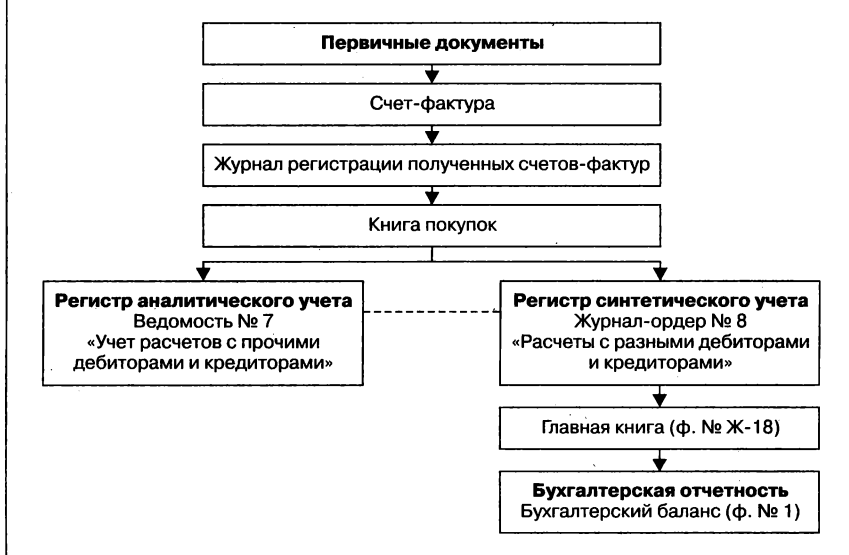 Первичные документы
Счет-фактура
Журнал регистрации полученных счетов-фактур
Книга покупок
Регистр аналитического учета
Ведомость № 7
«Учет расчетов с прочими
дебиторами и кредиторами»
Регистр синтетического учета
Журнал-ордер № 8
«Расчеты с разными дебиторами
и кредиторами»
Главная книга (ф. № Ж-18)
Бухгалтерская отчетность
Бухгалтерский баланс (ф. № 1)